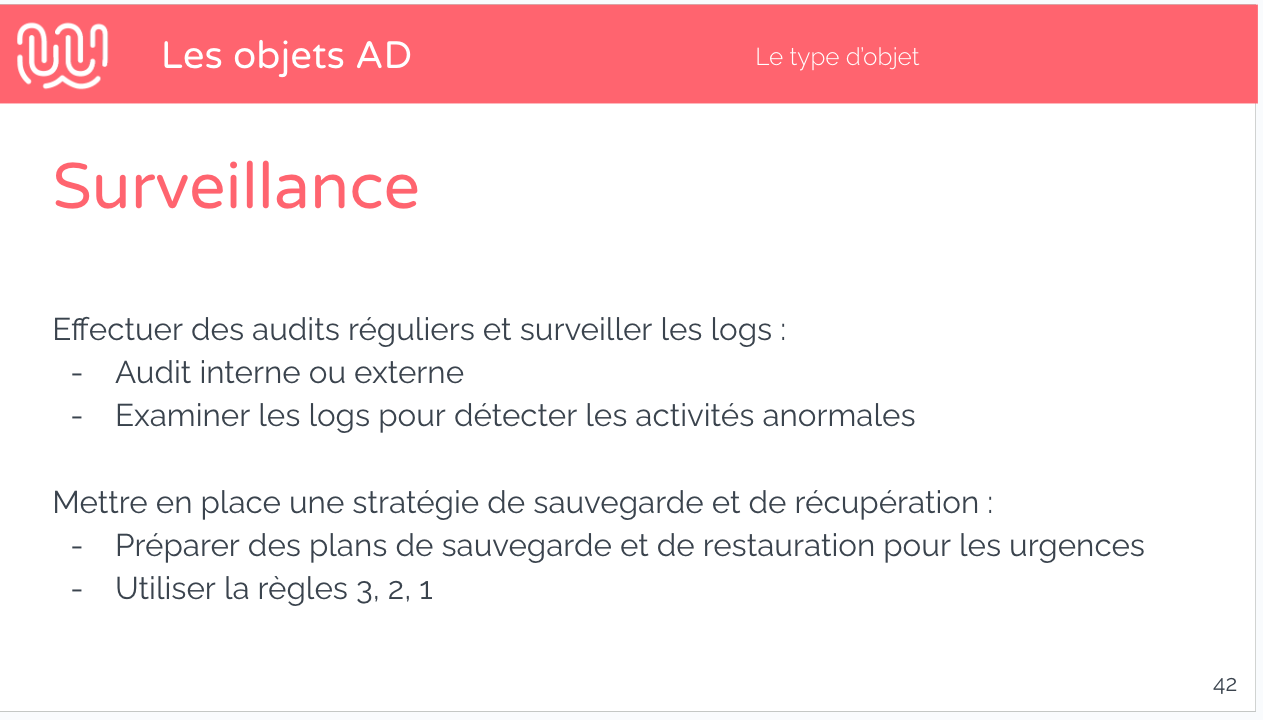 Les objets AD
Le type d'objet
Surveillance
Effectuer des audits réguliers et surveiller les logs :
- Audit interne ou externe
- Examiner les logs pour détecter les activités anormales
Mettre en place une stratégie de sauvegarde et de récupération :
- Préparer des plans de sauvegarde et de restauration pour les urgences
- Utiliser la règles 3, 2, 1
42